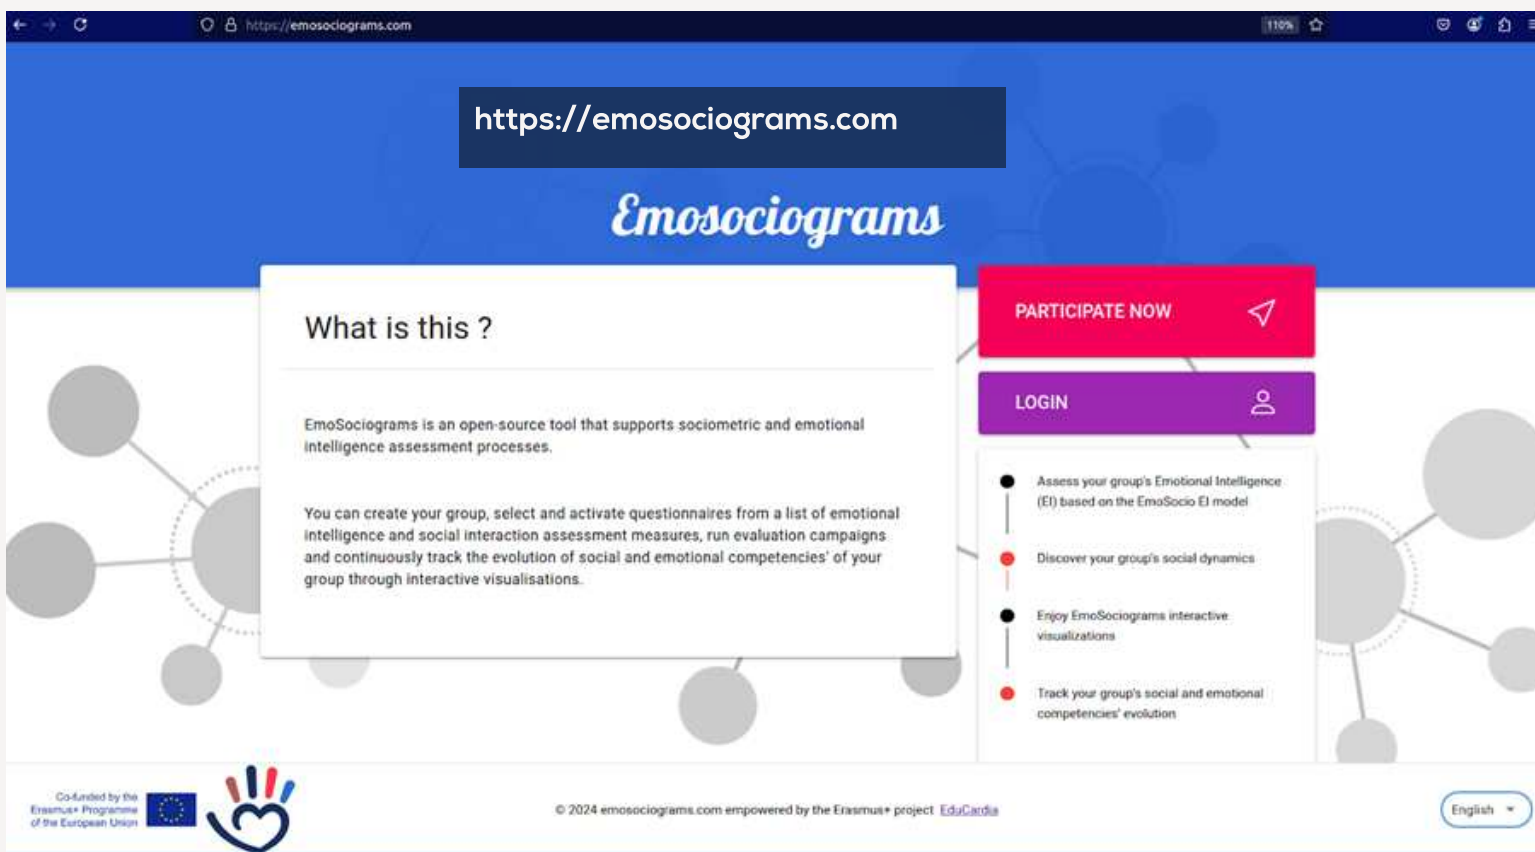 https://emosociograms.com
110%
https://emosociograms.com
Emosociograms
What is this ?
EmoSociograms is an open-source tool that supports sociometric and emotional
intelligence assessment processes.
You can create your group, select and activate questionnaires from a list of emotional
intelligence and social interaction assessment measures, run evaluation campaigns
and continuously track the evolution of social and emotional competencies' of your
group through interactive visualisations.
PARTICIPATE NOW
LOGIN
Assess your group's Emotional Intelligence
(EI) based on the EmoSocio EI model
Discover your group's social dynamics
Enjoy EmoSociograms interactive
visualizations
Track your group's social and emotional
competencies' evolution
Co-funded by the
Erasmus+ Programme
of the European Union
© 2024 emosociograms.com empowered by the Erasmus+ project EduCardia
English